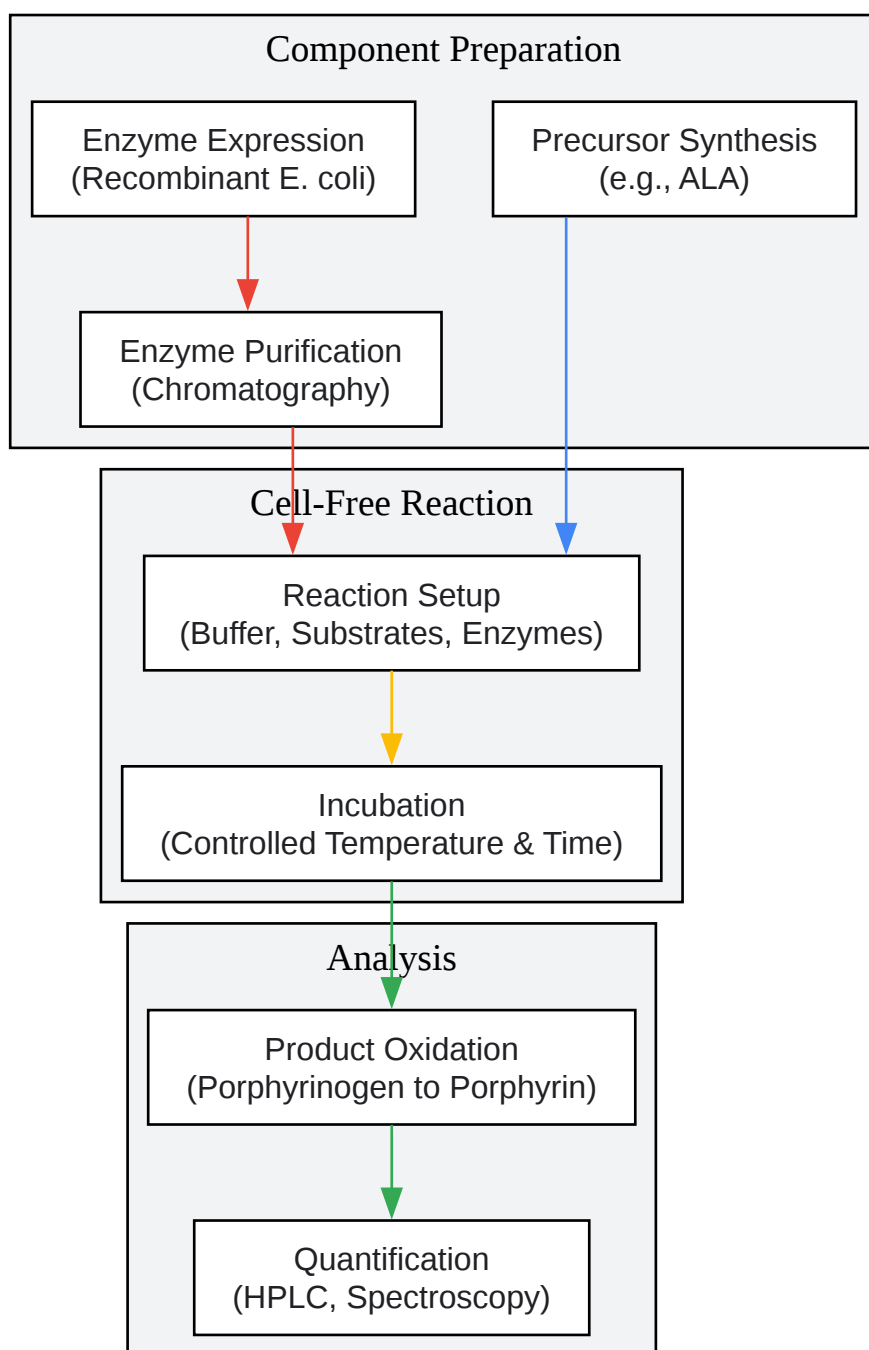 Component Preparation
Enzyme Expression
(Recombinant E. coli)
Precursor Synthesis
(e.g., ALA)
Enzyme Purification
(Chromatography)
Cell-Free Reaction
Reaction Setup
(Buffer, Substrates, Enzymes)
Incubation
(Controlled Temperature & Time)
Analysis
Product Oxidation
(Porphyrinogen to Porphyrin)
Quantification
(HPLC, Spectroscopy)